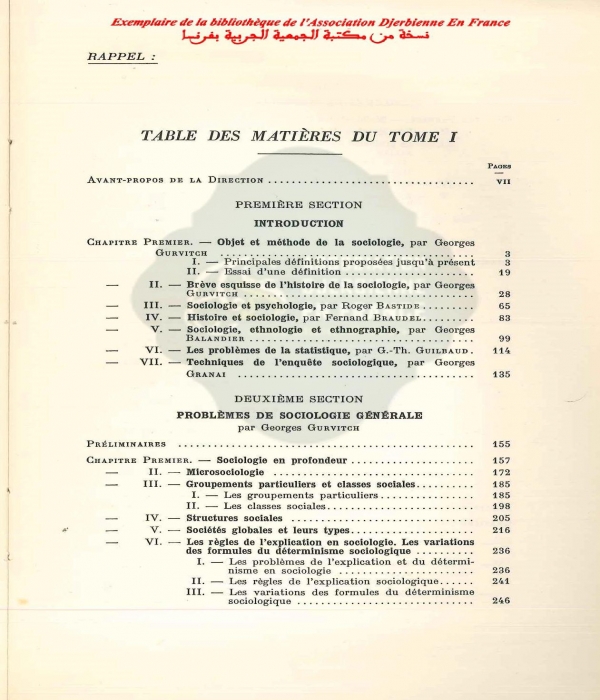 Exemplaire de la bibliothèque de l'Association Djerbienne En France
نسخة من مكتبة الجمعية الجربية بفرنسا
RAPPEL :
TABLE DES MATIÈRES DU TOME I
PAGES
AVANT-PROPOS DE LA DIRECTION ................................. VII
PREMIÈRE SECTION
INTRODUCTION
CHAPITRE PREMIER. — Objet et méthode de la sociologie, par Georges
GURVITCH ....................................... 3
I. — Principales définitions proposées jusqu'à présent 3
II. — Essai d'une définition .................... 19
— II. — Brève esquisse de l'histoire de la sociologie, par Georges
GURVITCH ................................... 28
— III. — Sociologie et psychologie, par Roger BASTIDE ........ 65
— IV. — Histoire et sociologie, par Fernand BRAUDEL ........ 83
— V. — Sociologie, ethnologie et ethnographie, par Georges
BALANDIER ................................... 99
— VI. — Les problèmes de la statistique, par G.-Th. GUILBAUD . 114
— VII. — Techniques de l'enquête sociologique, par Georges
GRANAI ...................................... 135
DEUXIÈME SECTION
PROBLÈMES DE SOCIOLOGIE GÉNÉRALE
par Georges GURVITCH
PRÉLIMINAIRES ............................................... 155
CHAPITRE PREMIER. — Sociologie en profondeur ................... 157
— II. — Microsociologie ............................... 172
— III. — Groupements particuliers et classes sociales......... 185
I. — Les groupements particuliers............... 185
II. — Les classes sociales....................... 198
— IV. — Structures sociales ............................ 205
— V. — Sociétés globales et leurs types................... 216
— VI. — Les règles de l'explication en sociologie. Les variations
des formules du déterminisme sociologique ......... 236
I. — Les problèmes de l'explication et du détermi-
nisme en sociologie ...................... 236
II. — Les règles de l'explication sociologique...... 241
III. — Les variations des formules du déterminisme
sociologique ............................ 246